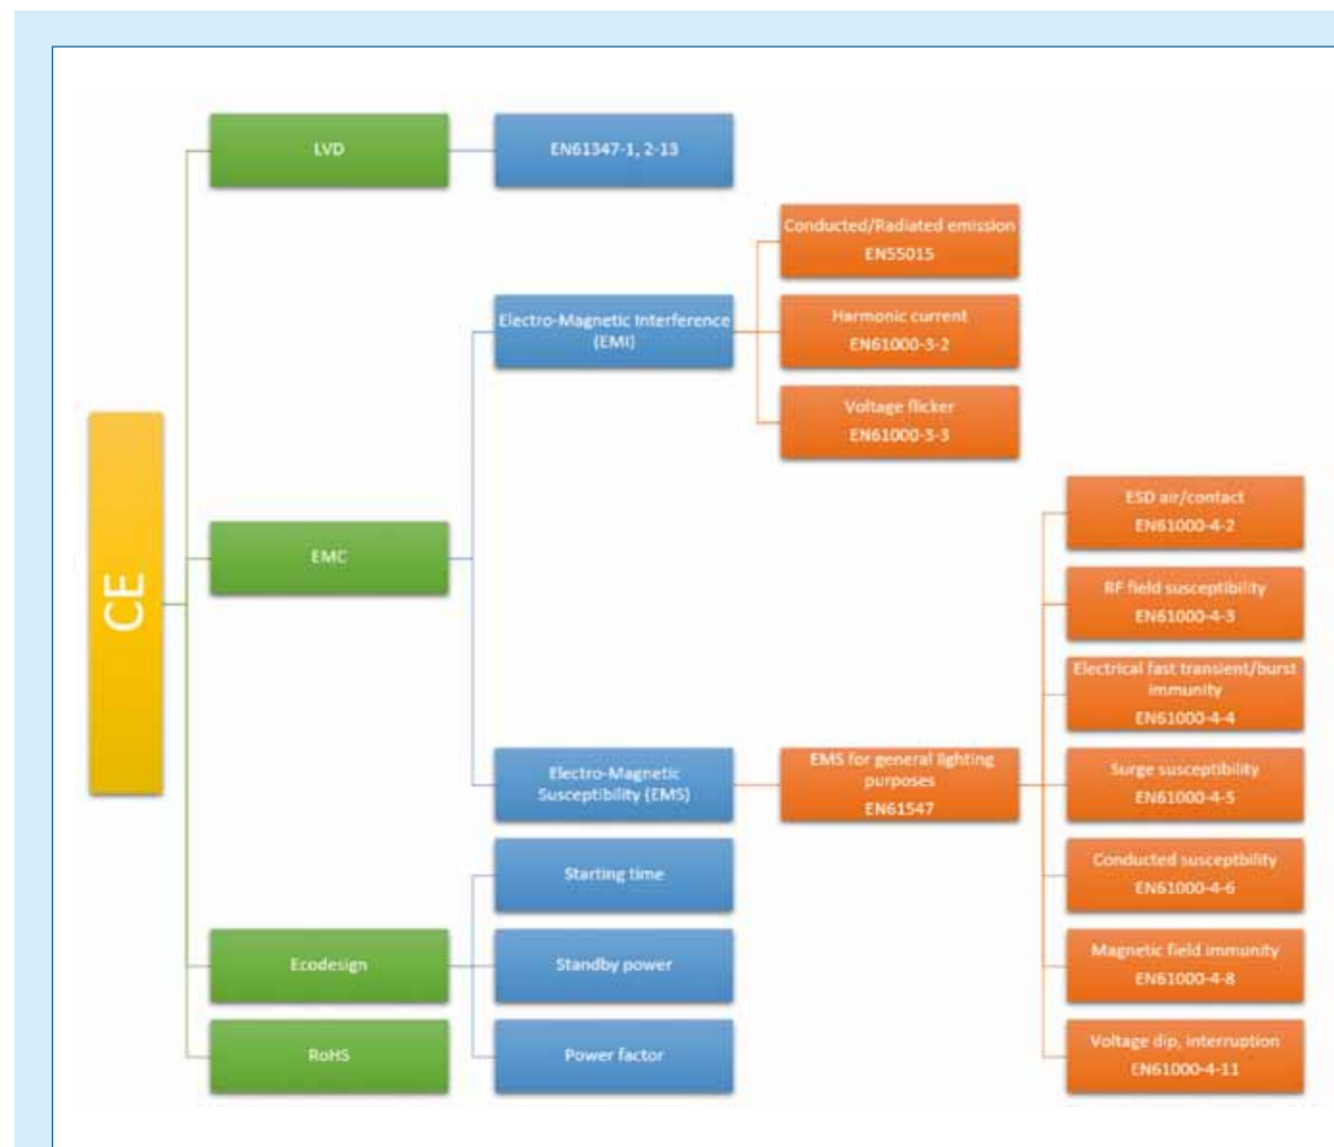 CE
LVD
EN61347-1, 2-13
EMC
Electro-Magnetic Interference
(EMI)
Conducted/Radiated emission
EN55015
Harmonic current
EN61000-3-2
Voltage flicker
EN61000-3-3
Electro-Magnetic
Susceptibility (EMS)
EMS for general lighting
purposes
EN61547
ESD air/contact
EN61000-4-2
RF field susceptibility
EN61000-4-3
Electrical fast transient/burst
immunity
EN61000-4-4
Surge susceptibility
EN61000-4-5
Conducted susceptbility
EN61000-4-6
Magnetic field immunity
EN61000-4-8
Voltage dip, interruption
EN61000-4-11
Ecodesign
Starting time
Standby power
Power factor
RoHS